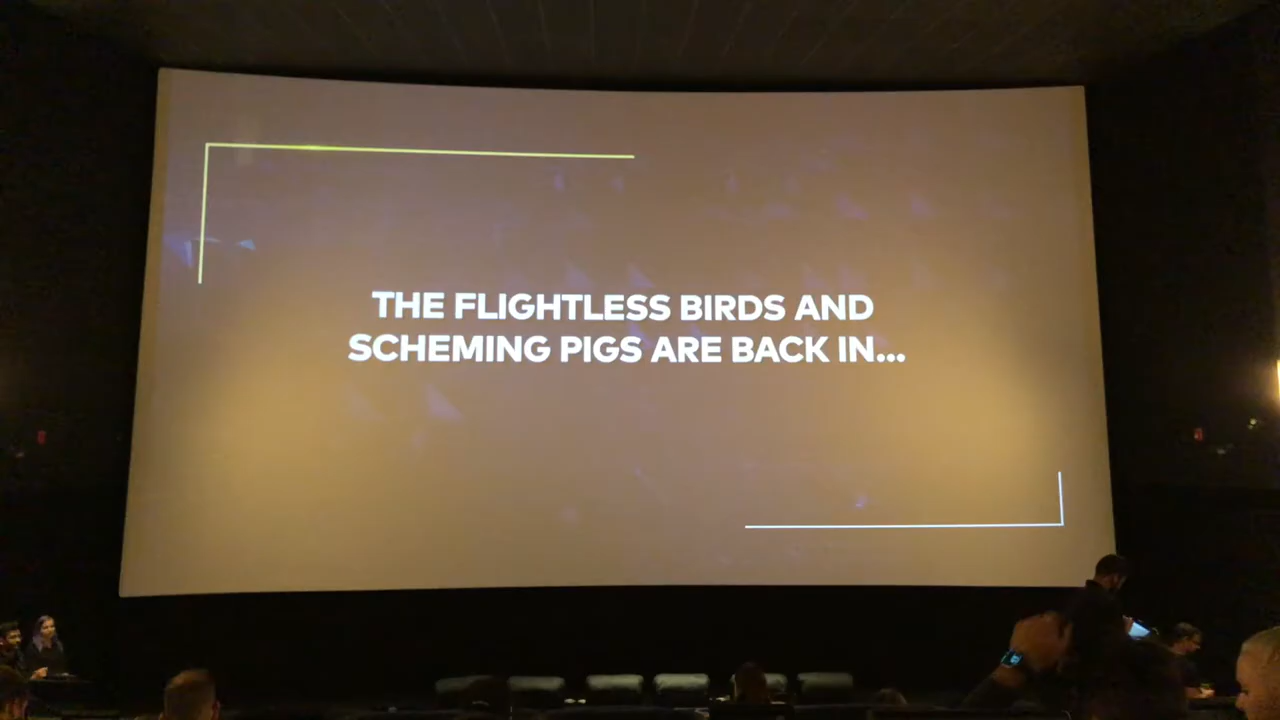 THE FLIGHTLESS BIRDS AND
SCHEMING PIGS ARE BACK IN...